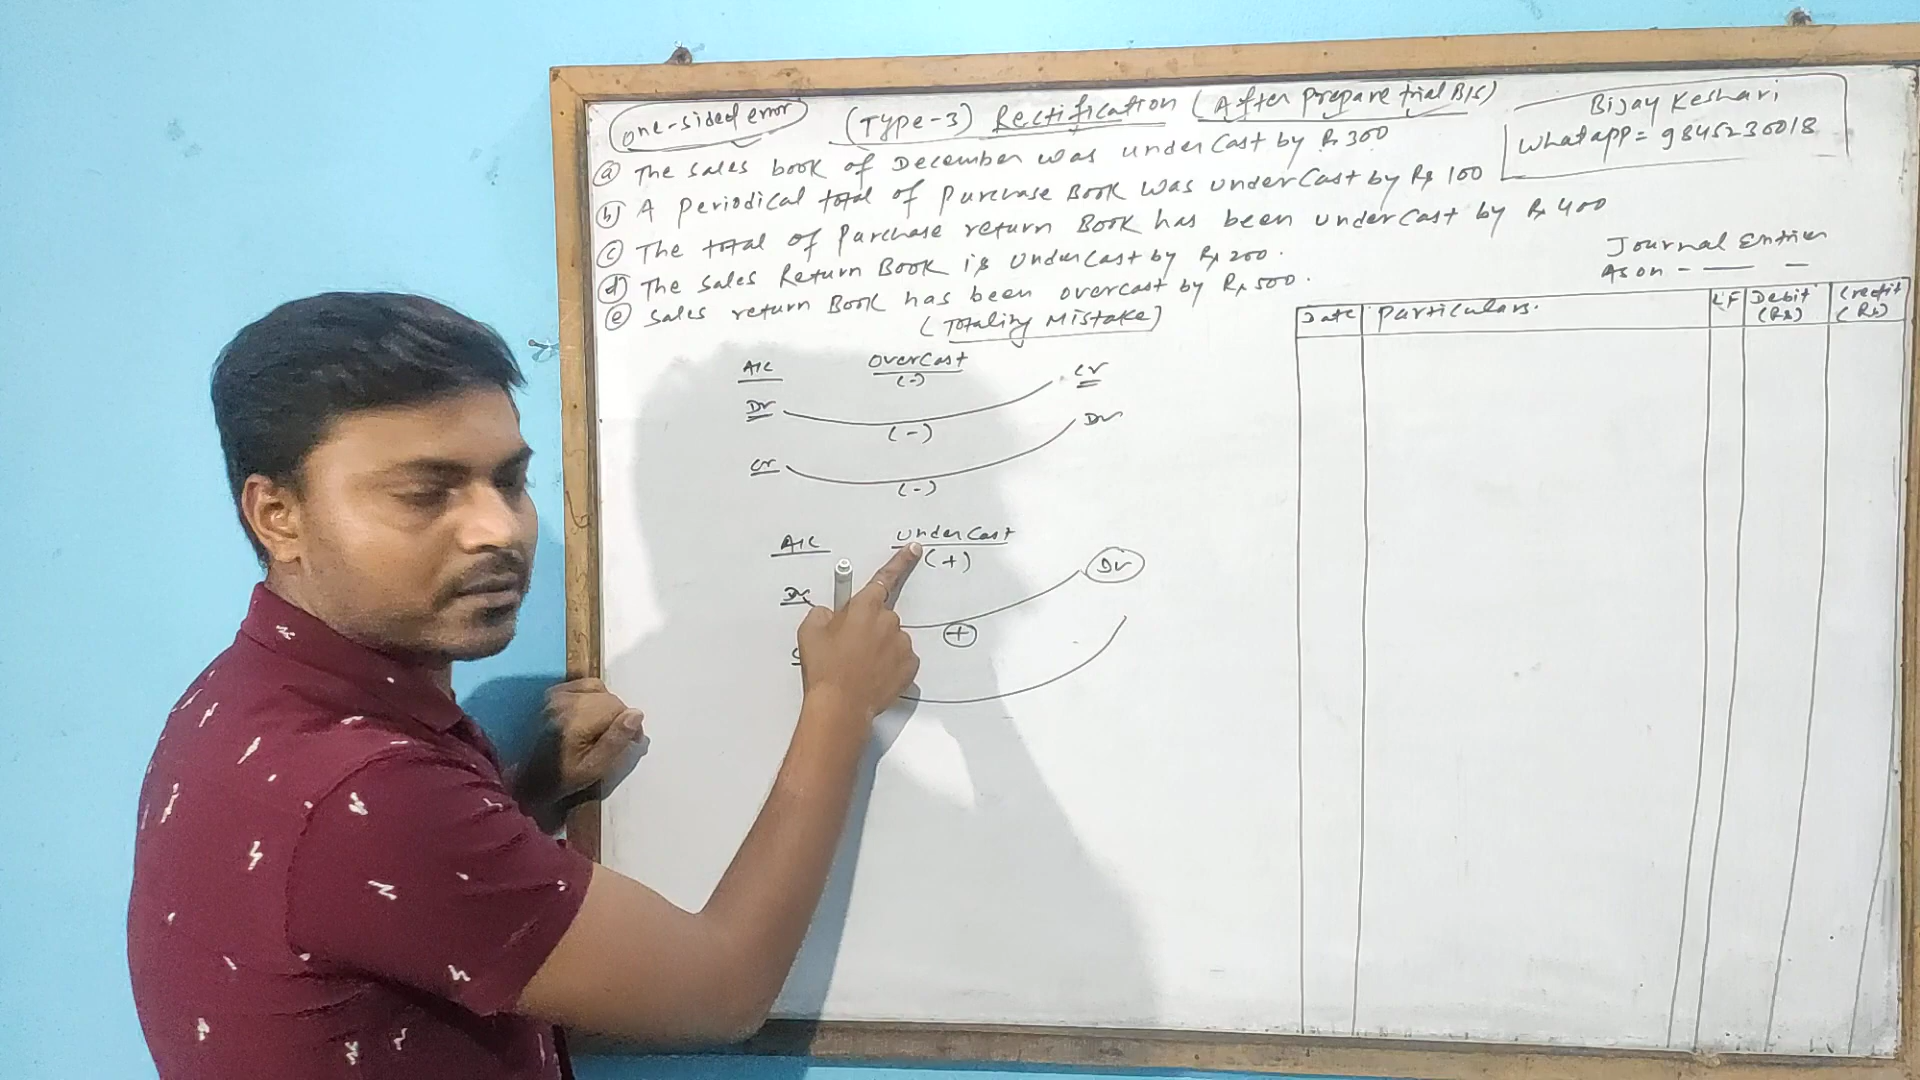 one-sided error
(Type-3) Rectification (After prepare trial B/S)
Bijay Keshari
Whatapp = 9845230018
(a) The sales book of December was undercast by Rs 300
(b) A periodical total of purchase Book was undercast by Rs 100
(c) The total of purchase return Book has been undercast by Rs 400
(d) The sales Return Book is undercast by Rs 200.
(e) sales return Book has been overcast by Rs 500.
(Totaling Mistake)
Journal Entries
As on - — –
Date Particulars. LF Debit (Rs) Credit (Rs)
A/C Overcast (-) Cr
Dr (-) Dr
Cr (-)
A/C Undercast (+) Dr
Dr +